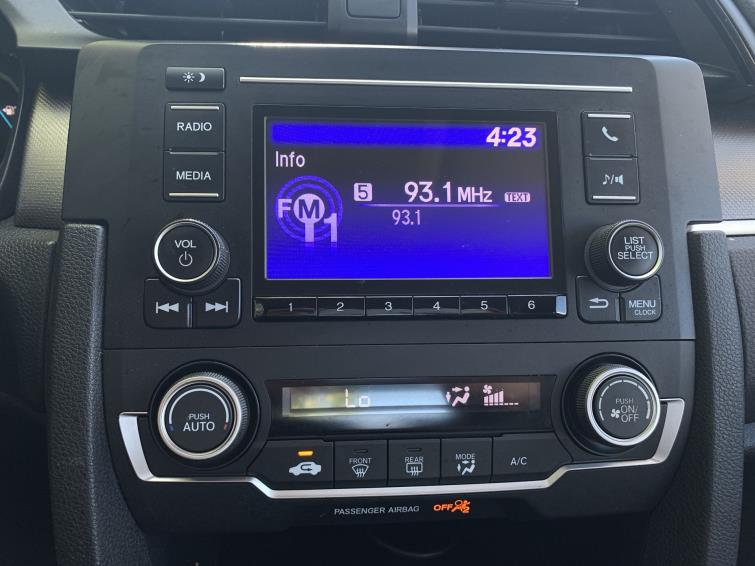 RADIO
MEDIA
VOL
4:23
Info
FM1
5 93.1 MHz TEXT
93.1
LIST
PUSH
SELECT
MENU
CLOCK
1 2 3 4 5 6
PUSH
AUTO
Lo
PUSH
ON/
OFF
FRONT
REAR
MODE
A/C
PASSENGER AIRBAG OFF 2